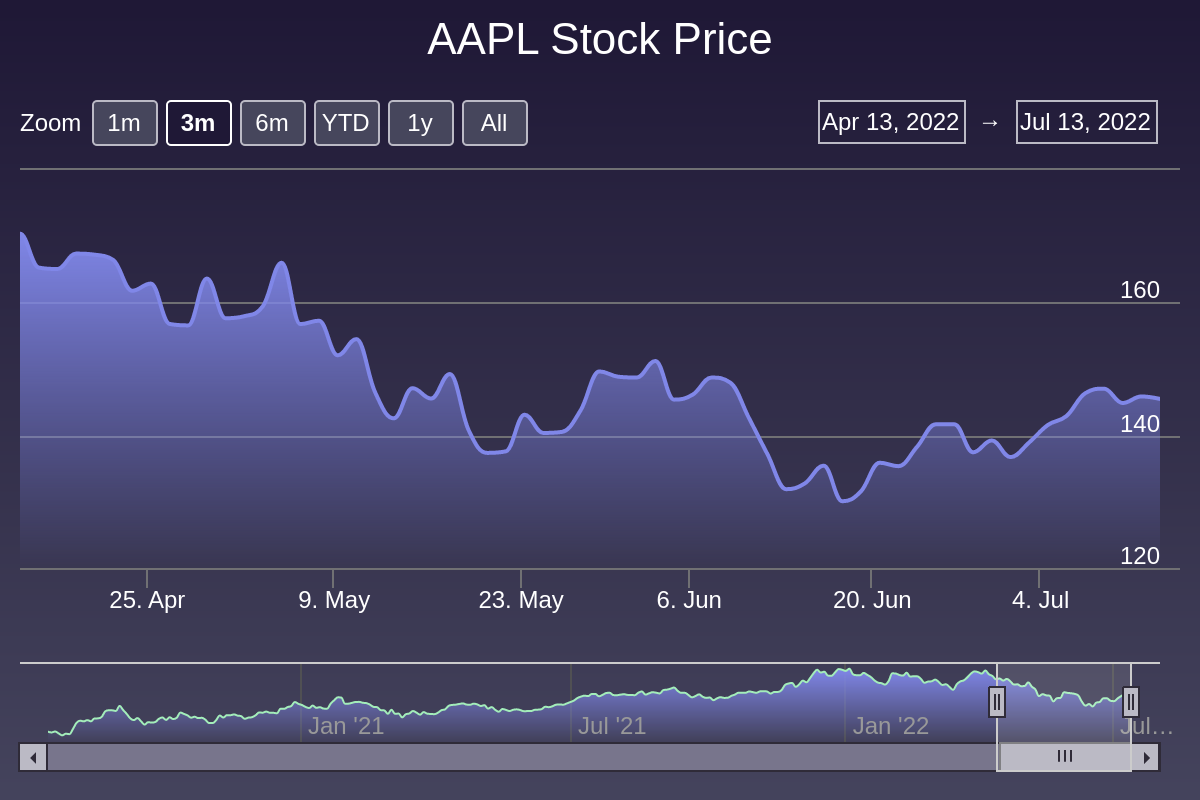 AAPL Stock Price
Zoom 1m 3m 6m YTD 1y All Apr 13, 2022 → Jul 13, 2022
160
140
120
25. Apr 9. May 23. May 6. Jun 20. Jun 4. Jul
Jan '21 Jul '21 Jan '22 Jul…